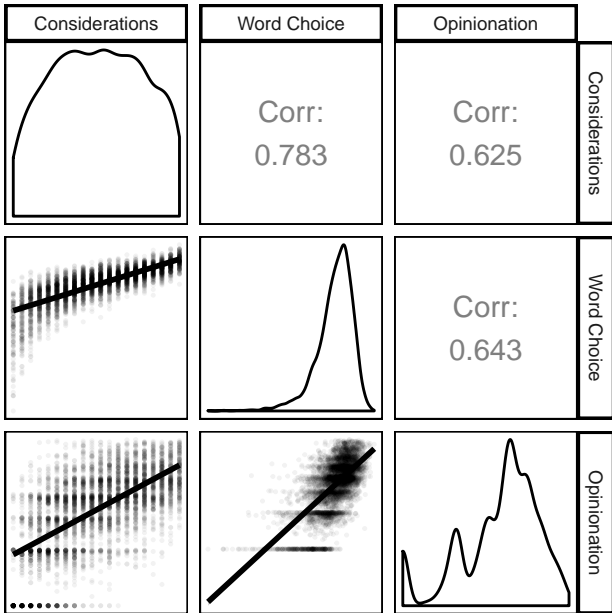 Considerations
Word Choice
Opinionation
Corr:
0.783
Corr:
0.625
Considerations
Corr:
0.643
Word Choice
Opinionation